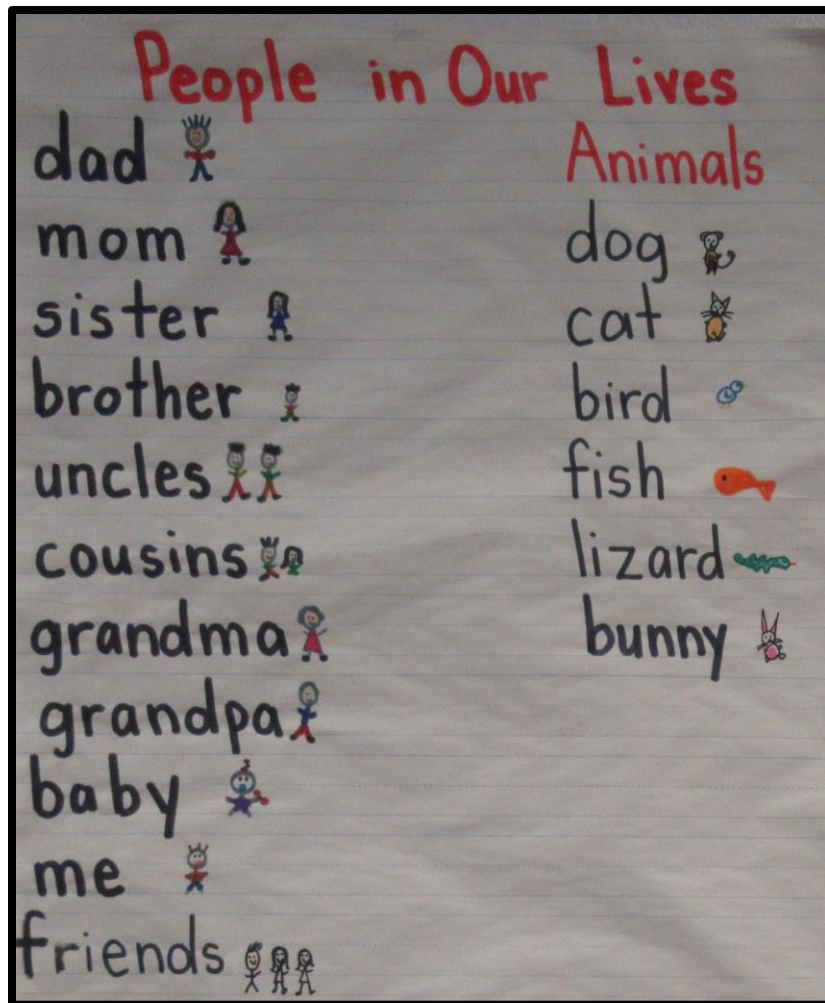 People in Our Lives
dad
mom
sister
brother
uncles
cousins
grandma
grandpa
baby
me
friends
Animals
dog
cat
bird
fish
lizard
bunny